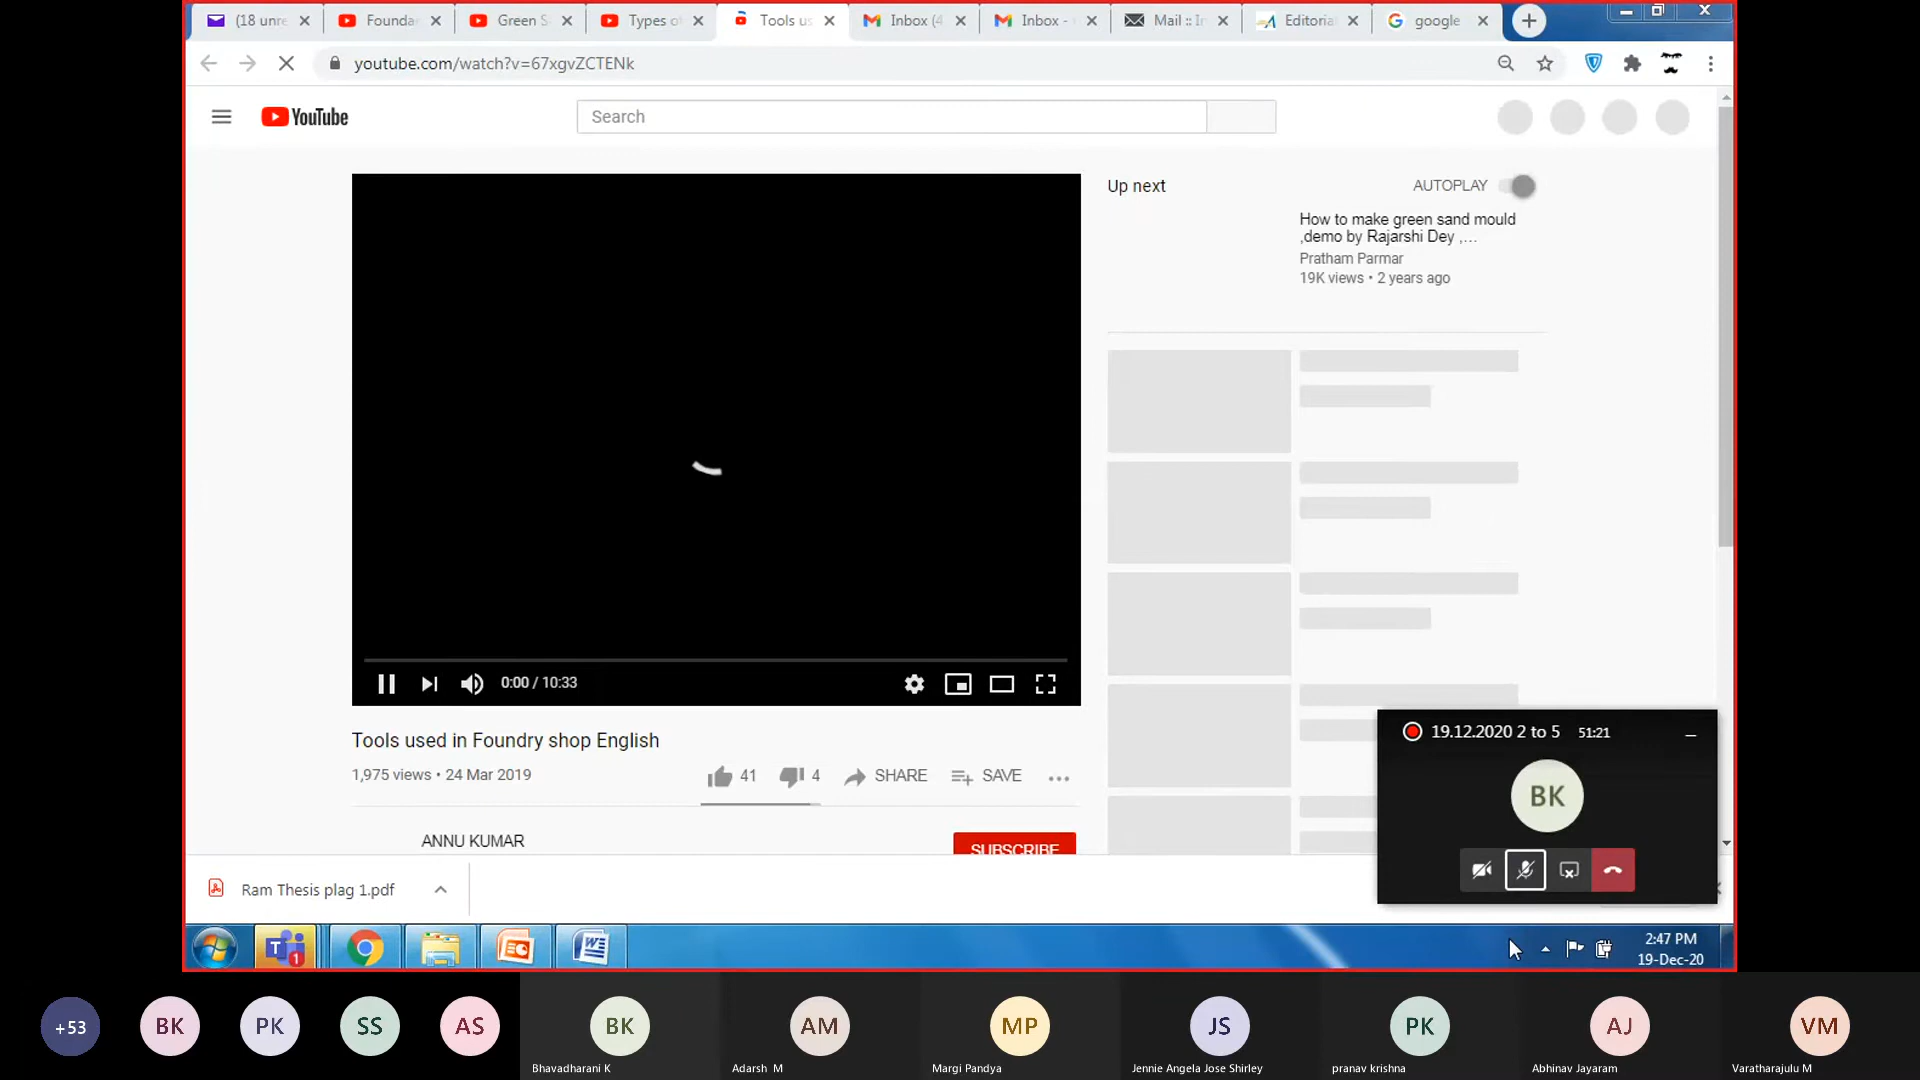 (18 unre
Founda
Green S
Types o
Tools us
Inbox (4
Inbox -
Mail :: I
Editoria
google
youtube.com/watch?v=67xgvZCTENk
YouTube
Search
Up next
AUTOPLAY
How to make green sand mould
,demo by Rajarshi Dey ,...
Pratham Parmar
19K views • 2 years ago
0:00 / 10:33
Tools used in Foundry shop English
1,975 views • 24 Mar 2019
41
4
SHARE
SAVE
ANNU KUMAR
SUBSCRIBE
19.12.2020 2 to 5 51:21
BK
Ram Thesis plag 1.pdf
T
1
W
2:47 PM
19-Dec-20
+53
BK
PK
SS
AS
BK
AM
MP
JS
PK
AJ
VM
Bhavadharani K
Adarsh M
Margi Pandya
Jennie Angela Jose Shirley
pranav krishna
Abhinav Jayaram
Varatharajulu M